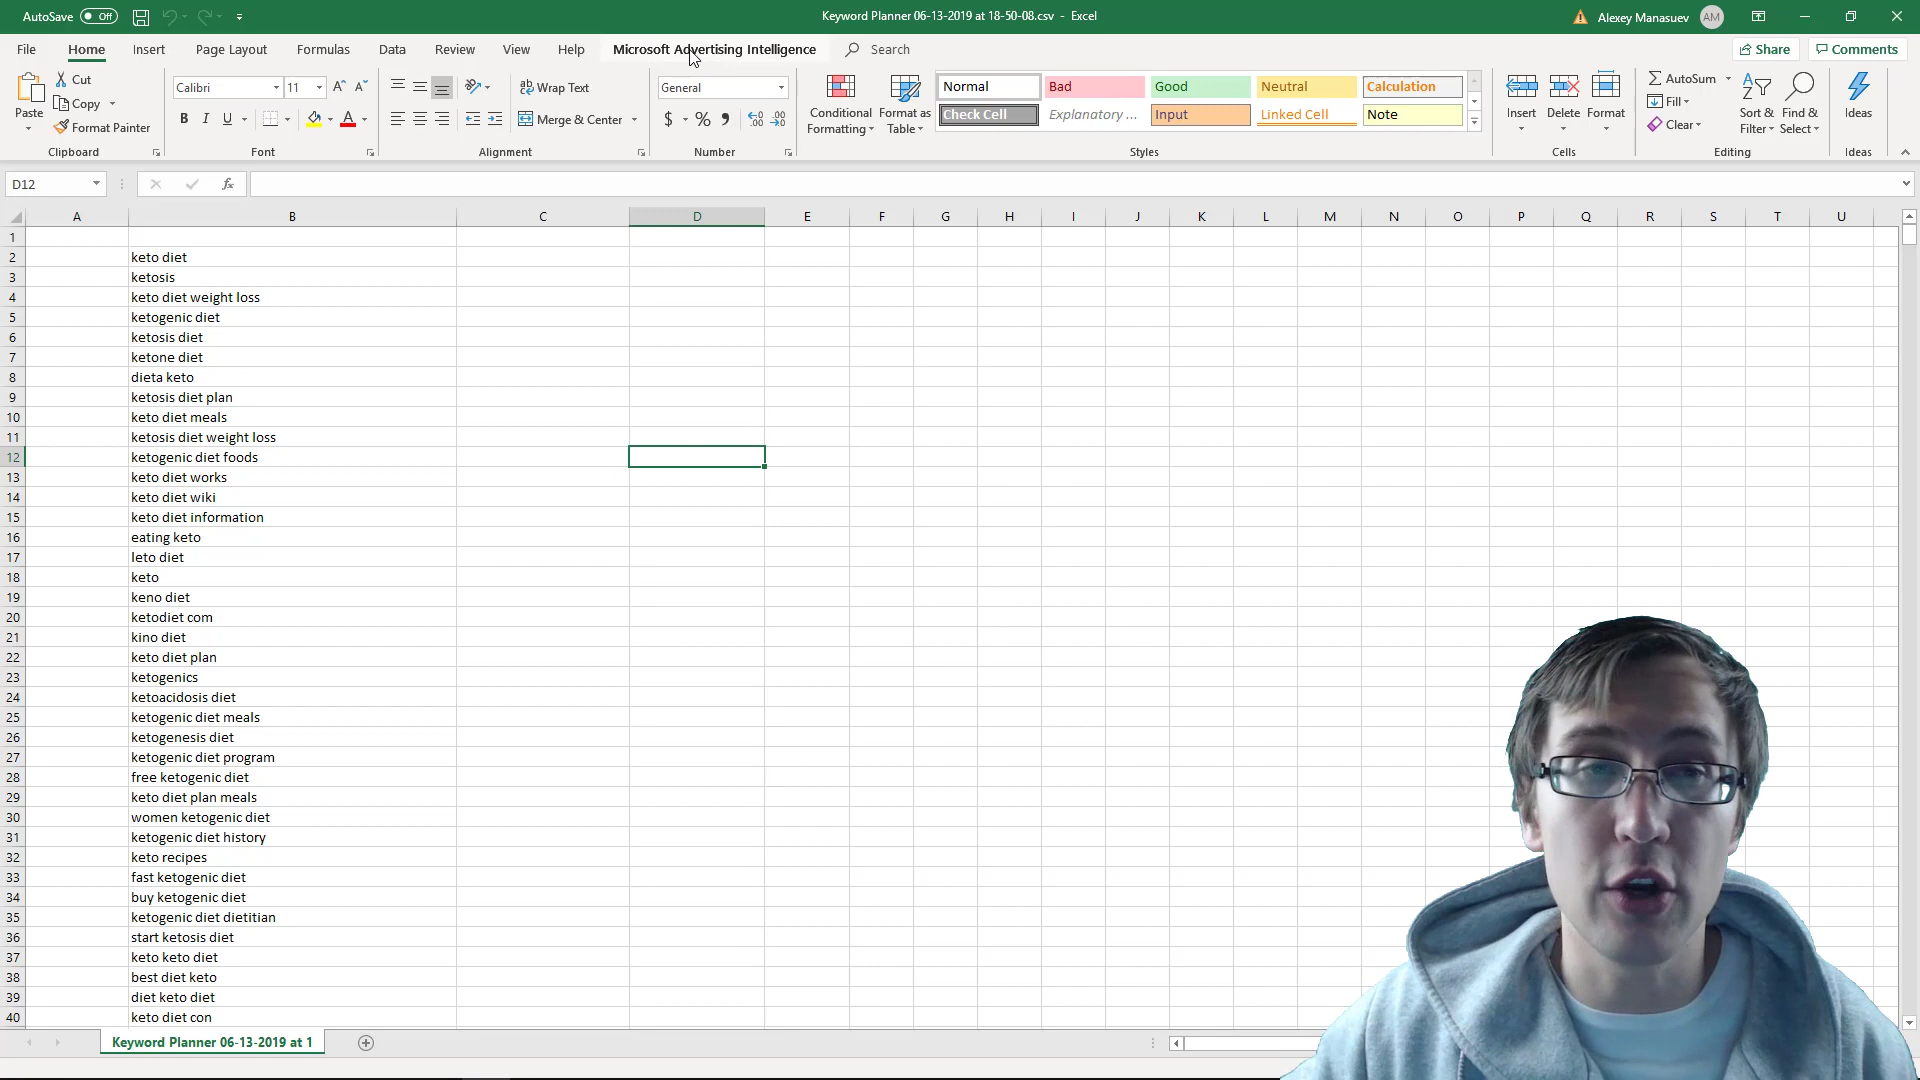 AutoSave Off
Keyword Planner 06-13-2019 at 18-50-08.csv - Excel
Alexey Manasuev AM
File Home Insert Page Layout Formulas Data Review View Help Microsoft Advertising Intelligence Search Share Comments
Paste
Cut
Copy
Format Painter
Clipboard
Calibri 11
B I U A
Font
Wrap Text
Merge & Center
Alignment
General
$ % ,
Number
Conditional Formatting
Format as Table
Normal Bad Good Neutral Calculation
Check Cell Explanatory ... Input Linked Cell Note
Styles
Insert Delete Format
Cells
AutoSum
Fill
Clear
Sort & Filter
Find & Select
Editing
Ideas
Ideas
D12 fx
A B C D E F G H I J K L M N O P Q R S T U
1
2 keto diet
3 ketosis
4 keto diet weight loss
5 ketogenic diet
6 ketosis diet
7 ketone diet
8 dieta keto
9 ketosis diet plan
10 keto diet meals
11 ketosis diet weight loss
12 ketogenic diet foods
13 keto diet works
14 keto diet wiki
15 keto diet information
16 eating keto
17 leto diet
18 keto
19 keno diet
20 ketodiet com
21 kino diet
22 keto diet plan
23 ketogenics
24 ketoacidosis diet
25 ketogenic diet meals
26 ketogenesis diet
27 ketogenic diet program
28 free ketogenic diet
29 keto diet plan meals
30 women ketogenic diet
31 ketogenic diet history
32 keto recipes
33 fast ketogenic diet
34 buy ketogenic diet
35 ketogenic diet dietitian
36 start ketosis diet
37 keto keto diet
38 best diet keto
39 diet keto diet
40 keto diet con
Keyword Planner 06-13-2019 at 1